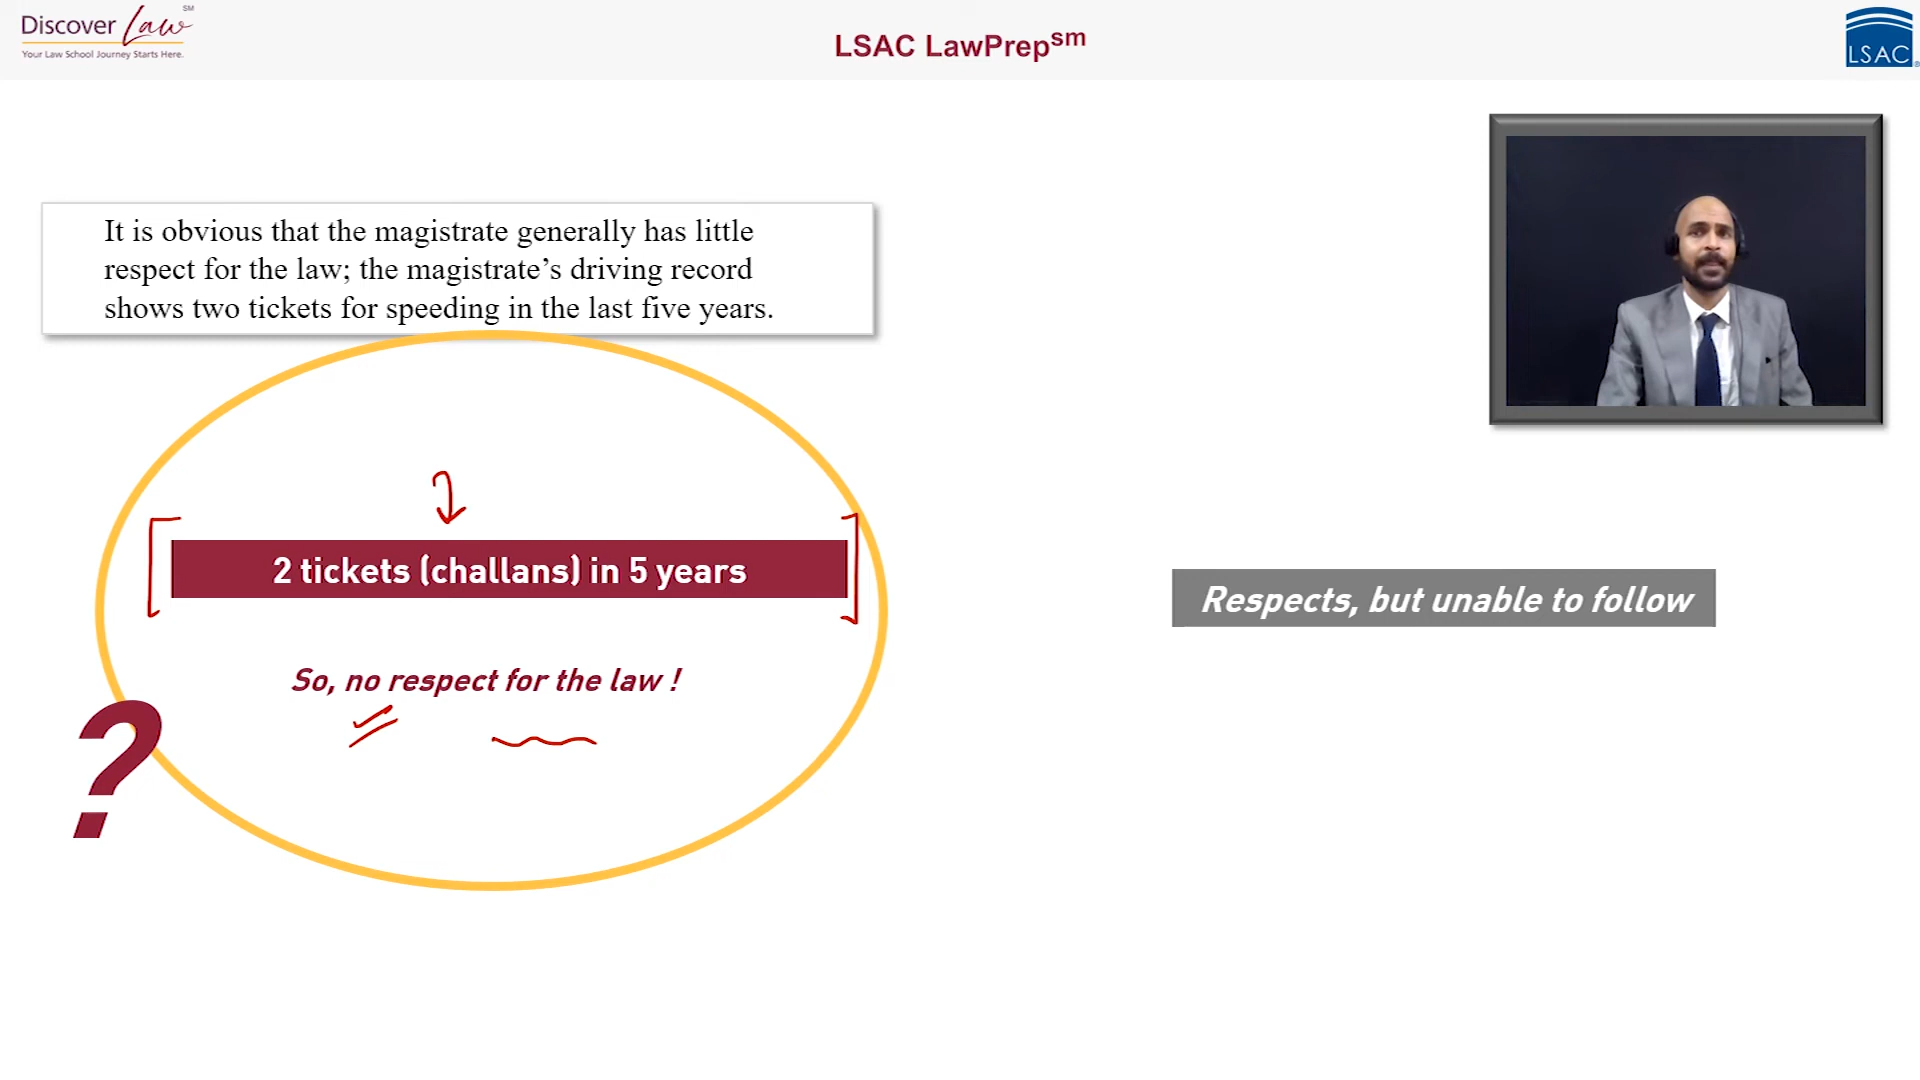 Discover Law SM
Your Law School Journey Starts Here.
LSAC LawPrepsm
LSAC®
It is obvious that the magistrate generally has little
respect for the law; the magistrate’s driving record
shows two tickets for speeding in the last five years.
2 tickets (challans) in 5 years
So, no respect for the law !
?
Respects, but unable to follow